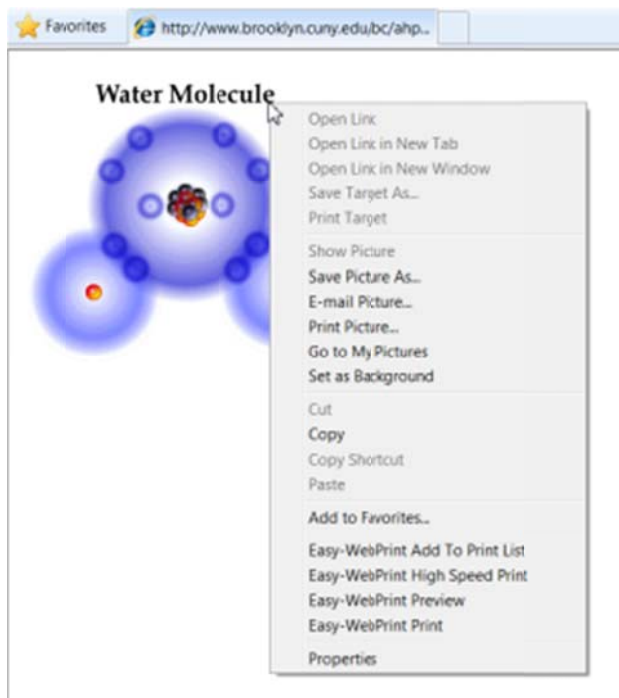 Favorites
http://www.brooklyn.cuny.edu/bc/ahp...
Water Molecule
Open Link
Open Link in New Tab
Open Link in New Window
Save Target As...
Print Target
Show Picture
Save Picture As...
E-mail Picture...
Print Picture...
Go to My Pictures
Set as Background
Cut
Copy
Copy Shortcut
Paste
Add to Favorites...
Easy-WebPrint Add To Print List
Easy-WebPrint High Speed Print
Easy-WebPrint Preview
Easy-WebPrint Print
Properties